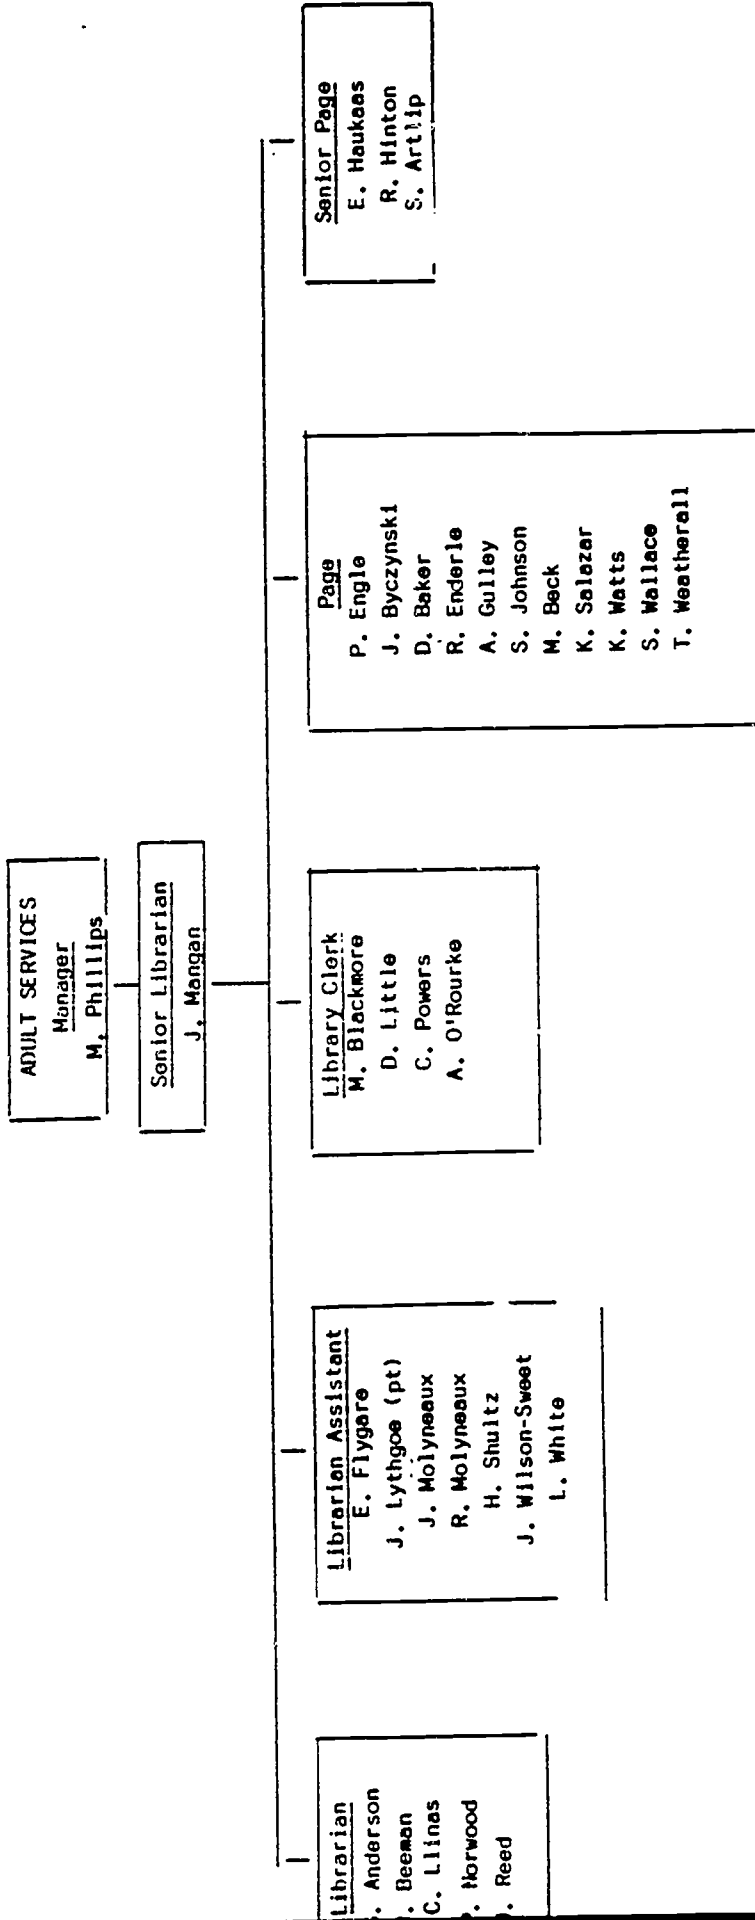 ADULT SERVICES
Manager
M. Phillips
Senior Librarian
J. Mangan
Librarian
. Anderson
. Beeman
C. Llinas
. Norwood
. Reed
Librarian Assistant
E. Flygare
J. Lythgoe (pt)
J. Molyneaux
R. Molyneaux
H. Shultz
J. Wilson-Sweet
L. White
Library Clerk
M. Blackmore
D. Little
C. Powers
A. O'Rourke
Page
P. Engle
J. Byczynski
D. Baker
R. Enderle
A. Gulley
S. Johnson
M. Beck
K. Salazar
K. Watts
S. Wallace
T. Weatherall
Senior Page
E. Haukaas
R. Hinton
S. Artlip